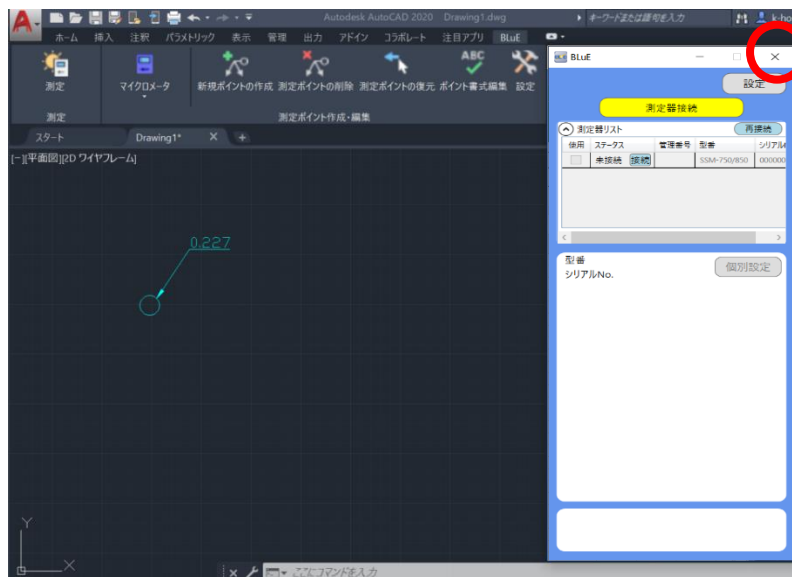 Autodesk AutoCAD 2020 Drawing1.dwg
キーワードまたは語句を入力
k-ho
ホーム 挿入 注釈 パラメトリック 表示 管理 出力 アドイン コラボレート 注目アプリ BLuE
測定 マイクロメータ 新規ポイントの作成 測定ポイントの削除 測定ポイントの復元 ポイント書式編集 設定
ABC
測定 測定ポイント作成・編集
スタート Drawing1* X +
[−][平面図][2D ワイヤフレーム]
0.227
Y
X
ここにコマンドを入力
BLuE
設定
測定器接続
測定器リスト 再接続
使用 ステータス 管理番号 型番 シリアルN
未接続 接続 SSM-750/850 000000
型番
シリアルNo.
個別設定